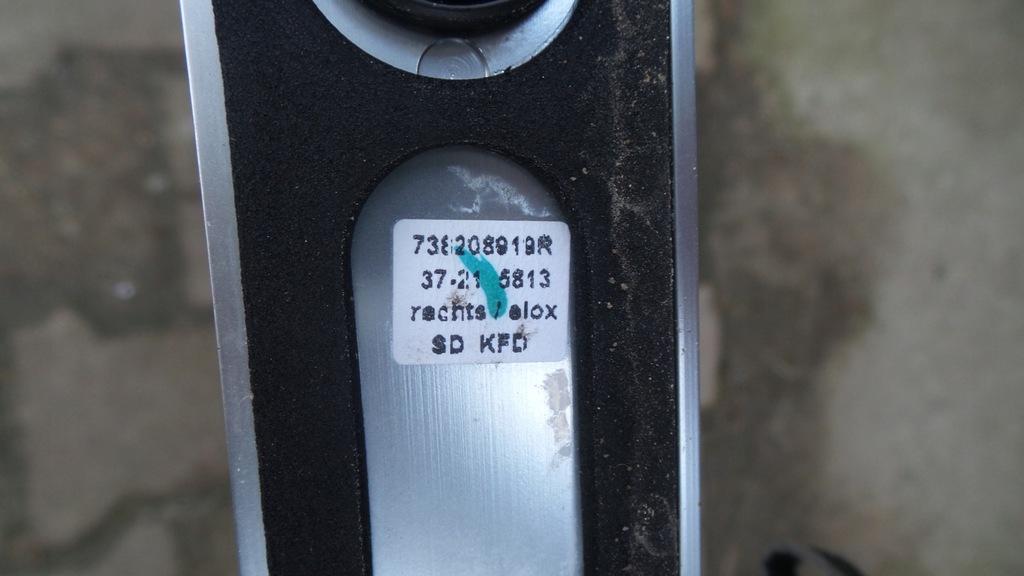 738208919R
37-21 5813
rechts / elox
SD KFD